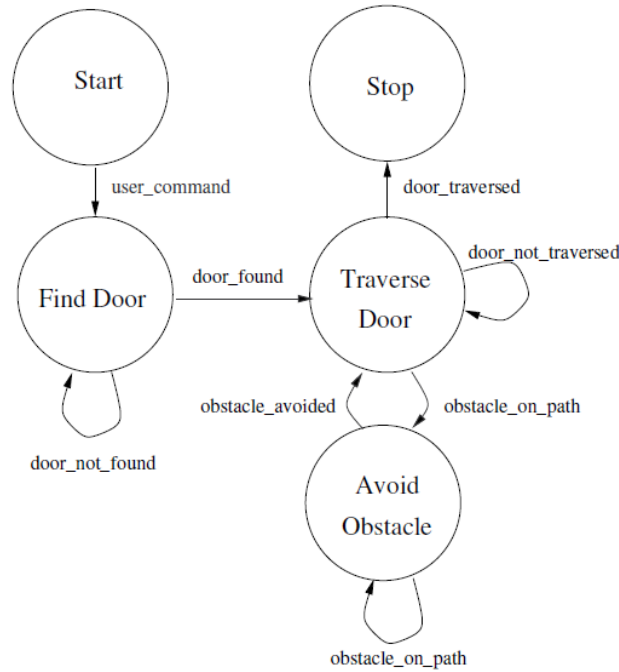 Start
Stop
user_command
door_traversed
door_not_traversed
Find Door
door_found
Traverse
Door
obstacle_avoided
obstacle_on_path
door_not_found
Avoid
Obstacle
obstacle_on_path